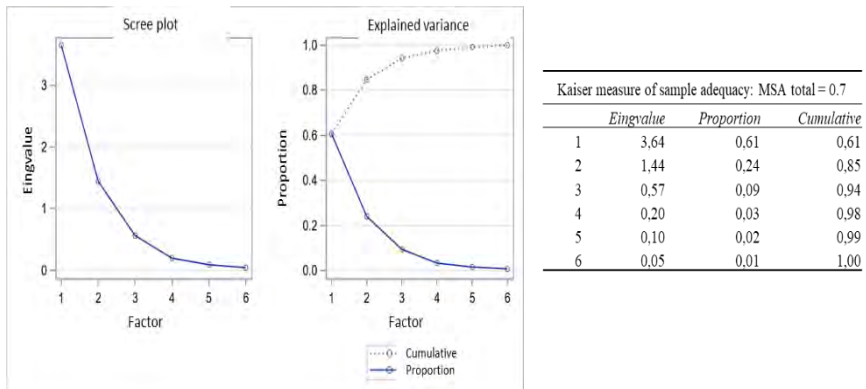 Scree plot
Eingvalue
3
2
1
0
1 2 3 4 5 6
Factor
Explained variance
Proportion
1,0
0.8
0.6
0.4
0.2
0.0
1 2 3 4 5 6
Factor
Cumulative
Proportion
Kaiser measure of sample adequacy: MSA total = 0.7
Eingvalue Proportion Cumulative
1 3,64 0,61 0,61
2 1,44 0,24 0,85
3 0,57 0,09 0,94
4 0,20 0,03 0,98
5 0,10 0,02 0,99
6 0,05 0,01 1,00